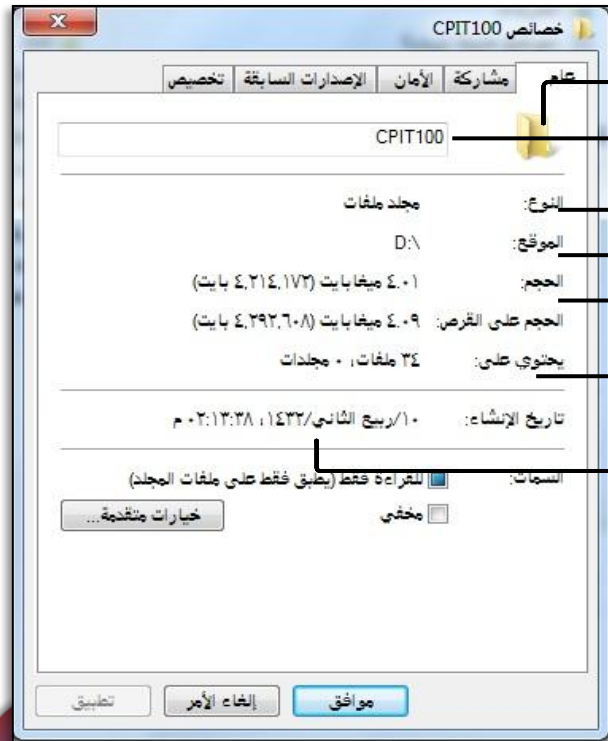 خصائص CPIT100
عام مشاركة الأمان الإصدارات السابقة تخصيص
CPIT100
النوع: مجلد ملفات
الموقع: D:\
الحجم: ٤.٠١ ميغابايت (٤,٢١٤,١٧٢ بايت)
الحجم على القرص: ٤.٠٩ ميغابايت (٤,٢٩٢,٦٠٨ بايت)
يحتوي على: ٣٤ ملفات، ٠ مجلدات
تاريخ الإنشاء: ١٠/ربيع الثاني/١٤٣٢، ٠٢:١٣:٣٨ م
السمات: للقراءة فقط (يطبق فقط على ملفات المجلد)
مخفي خيارات متقدمة...
موافق إلغاء الأمر تطبيق